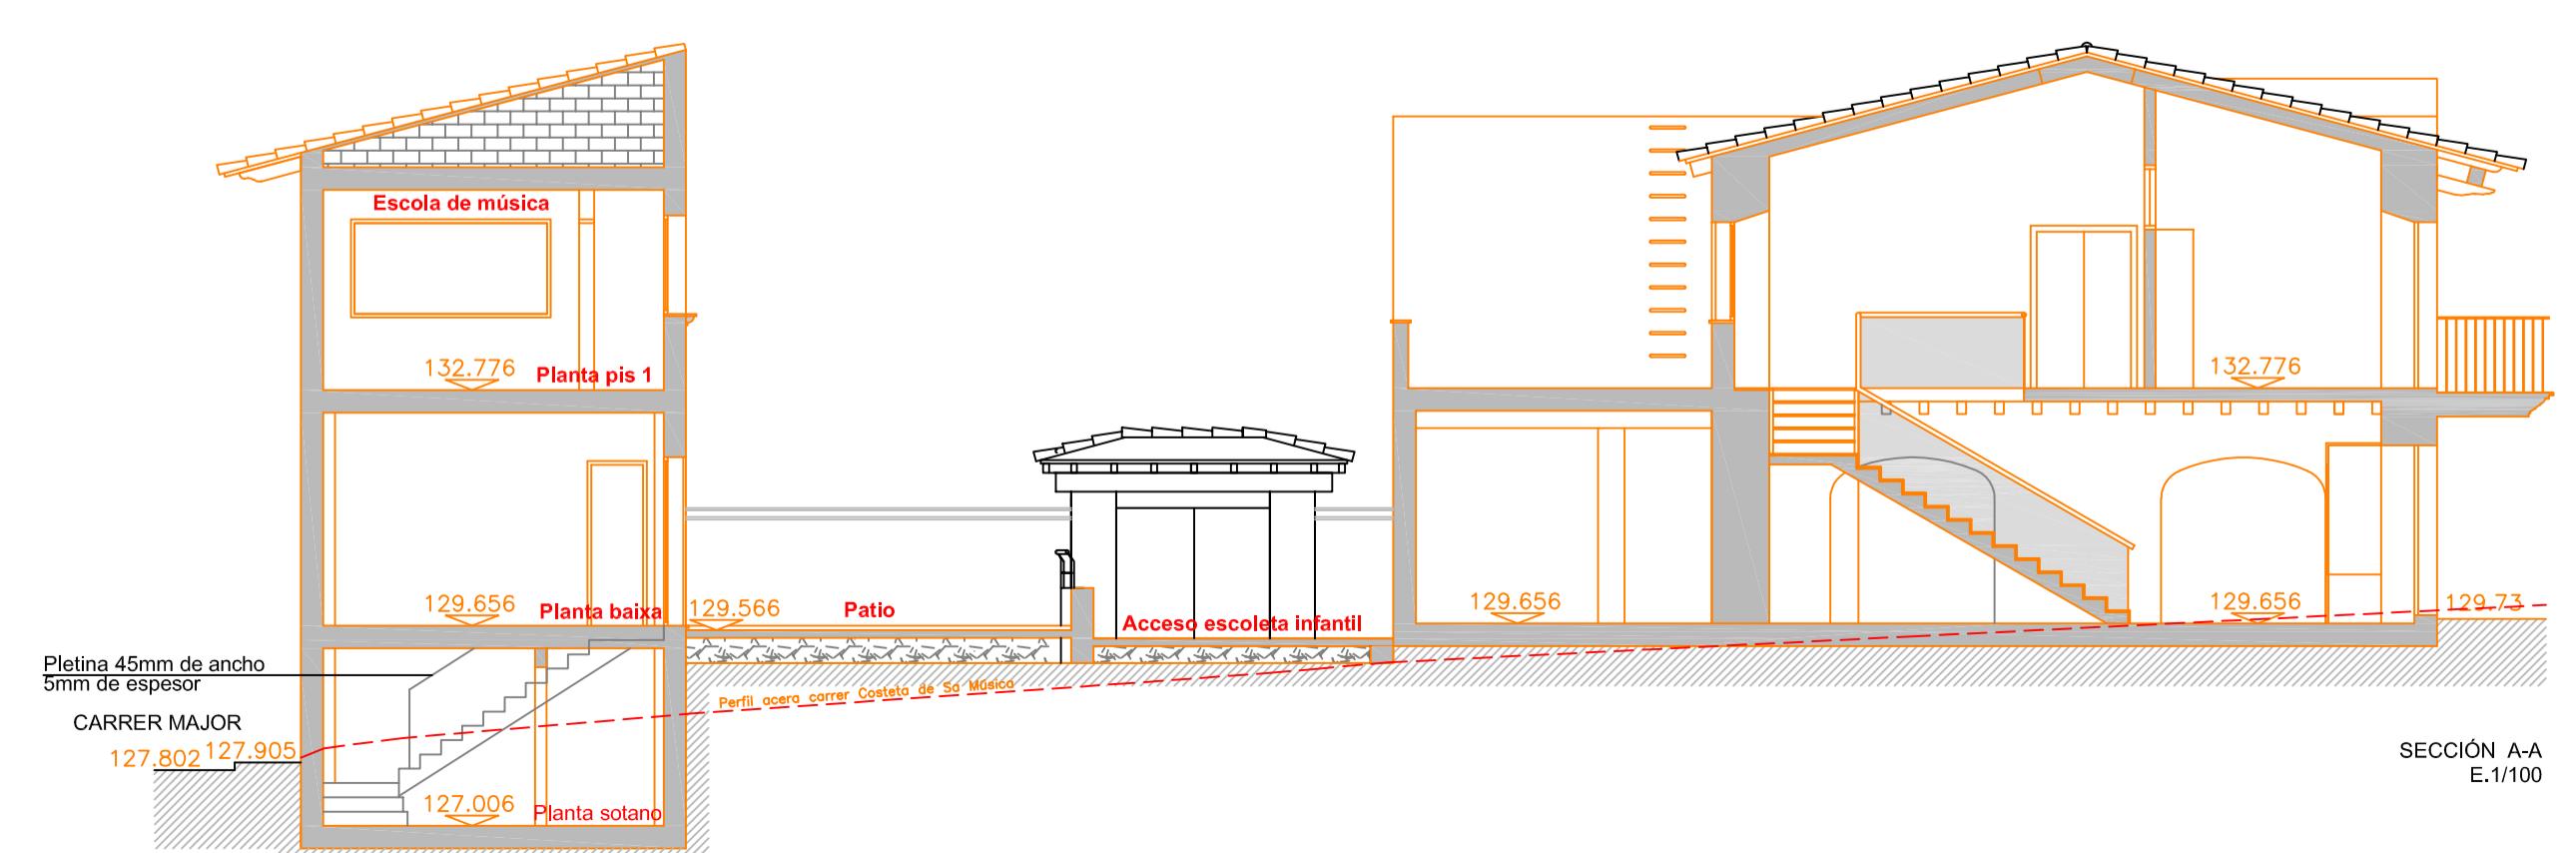 Escola de música
132.776
Planta pis 1
132.776
129.656
Planta baixa
129.566
Patio
Acceso escoleta infantil
129.656
129.656
129.73
Pletina 45mm de ancho
5mm de espesor
Perfil acera carrer Costeta de Sa Música
CARRER MAJOR
127.802
127.905
127.006
Planta sotano
SECCIÓN A-A
E.1/100